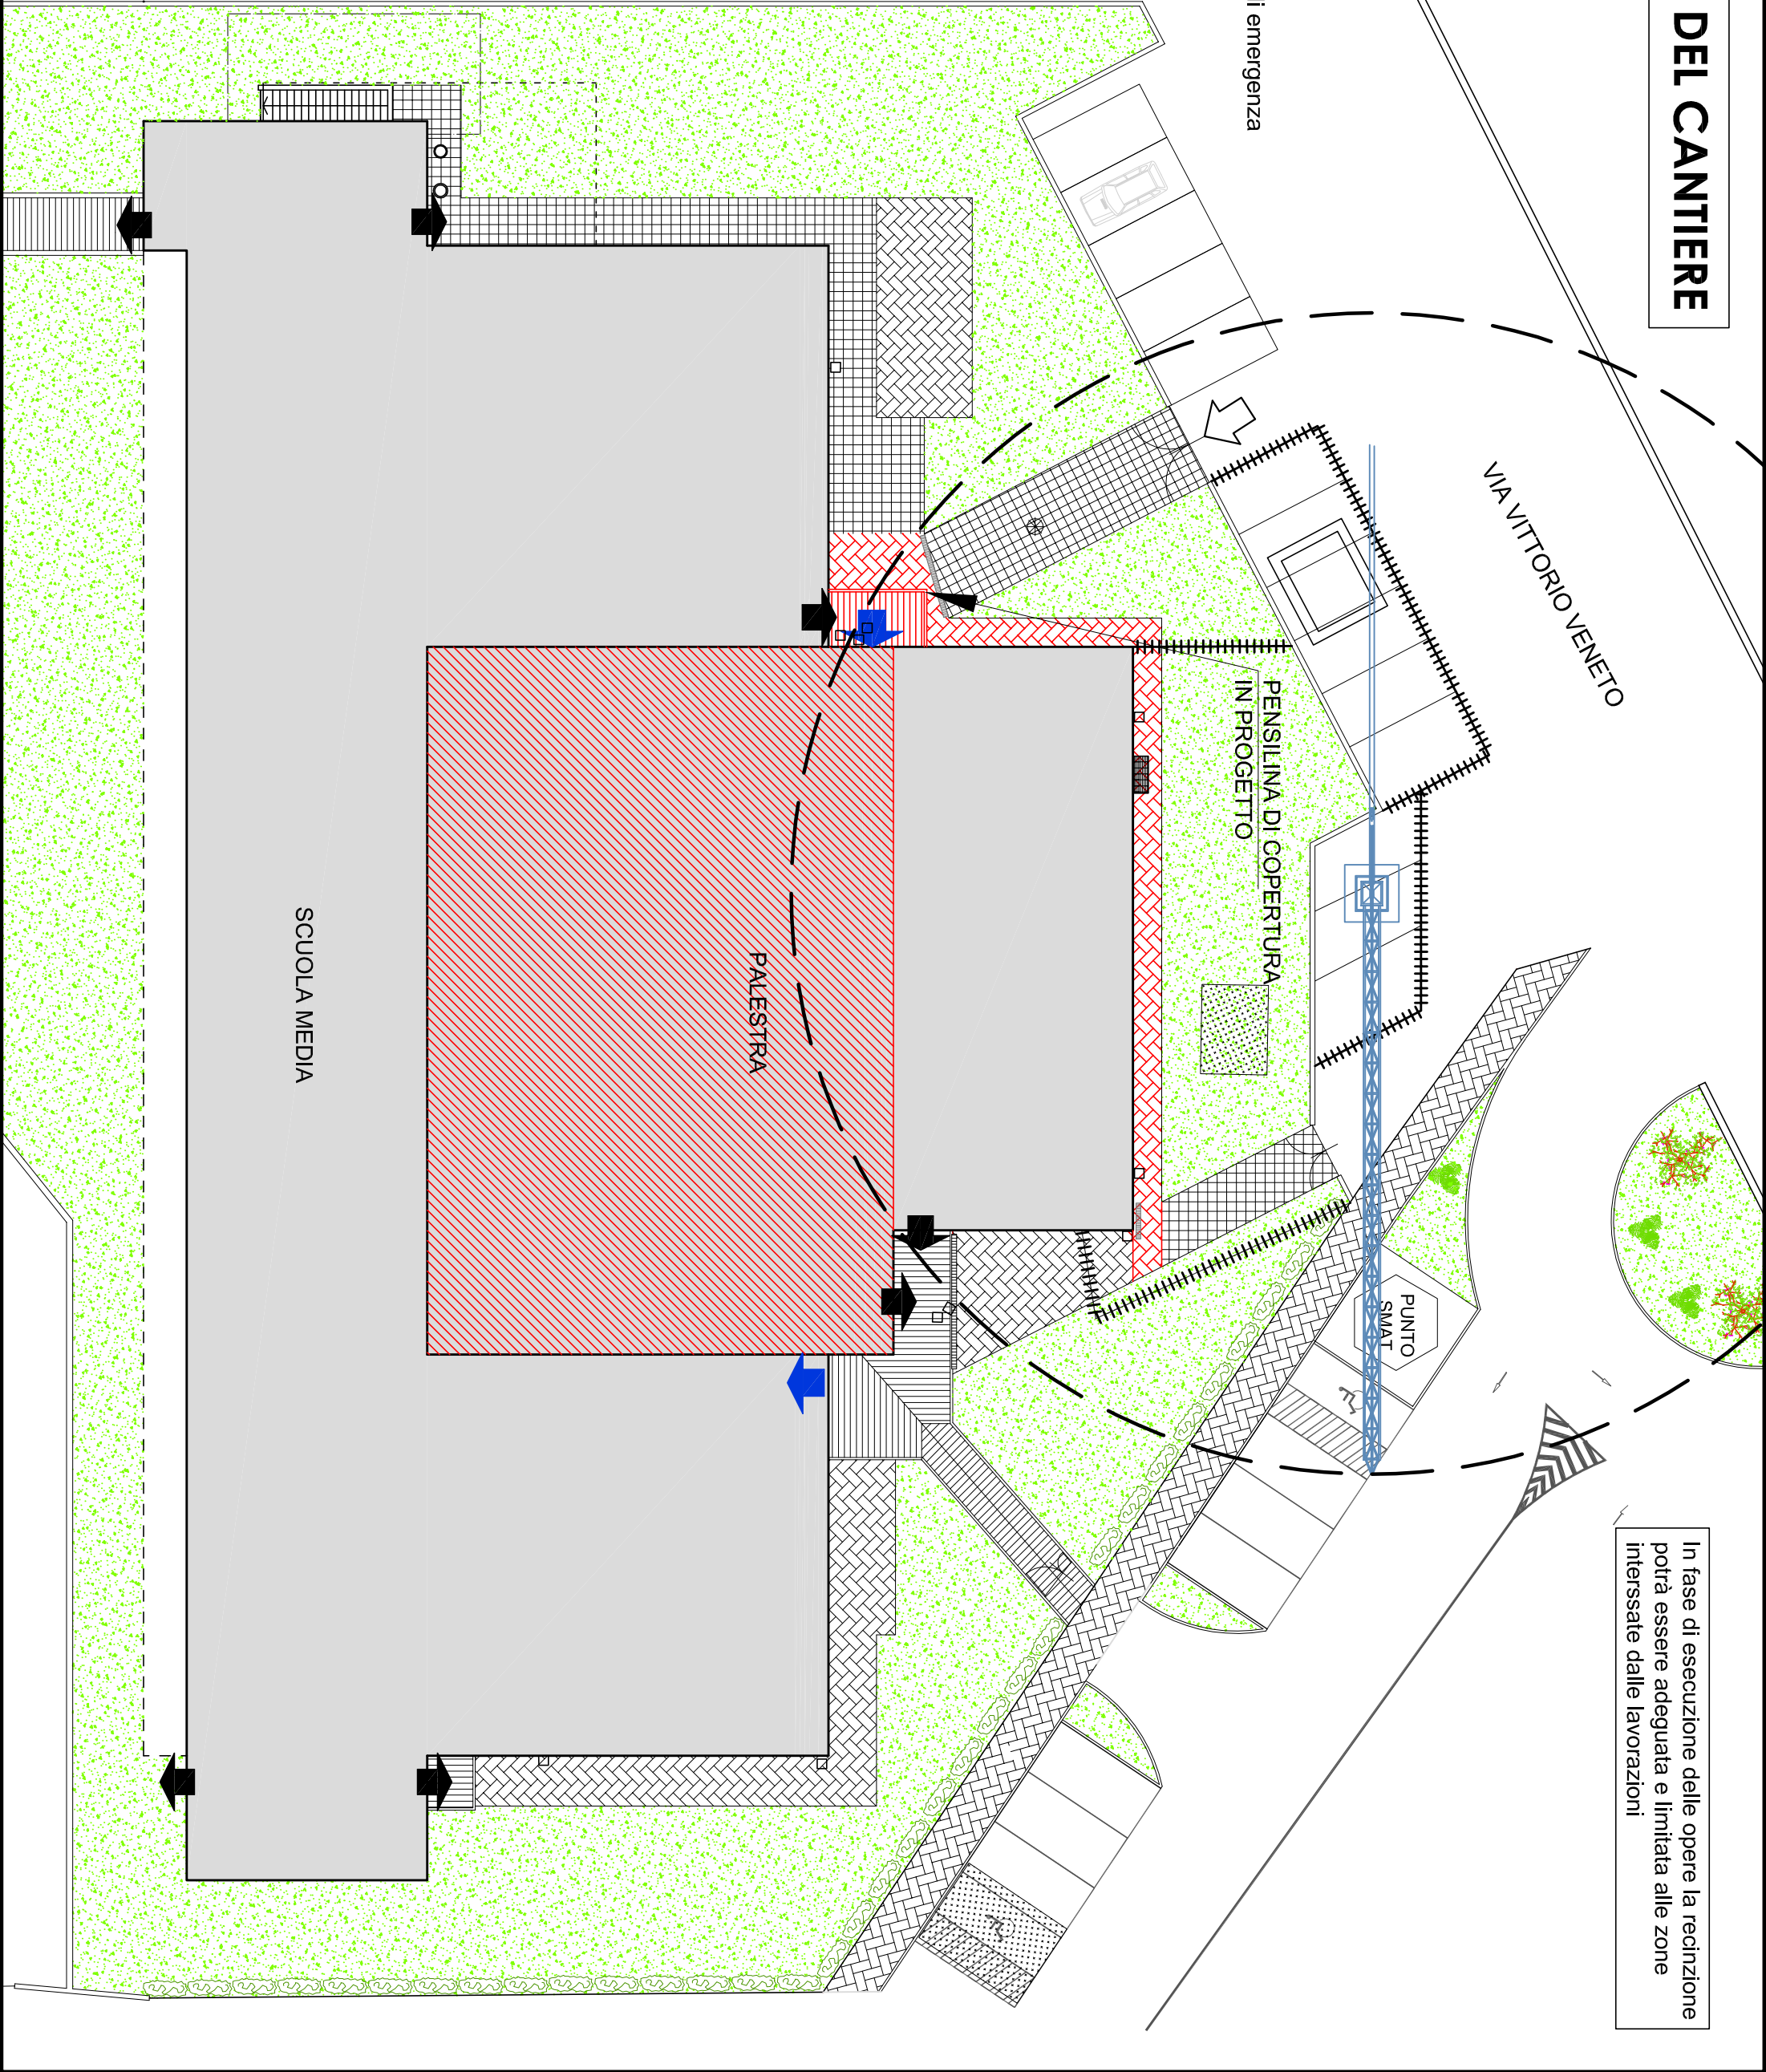 DEL CANTIERE
i emergenza
VIA VITTORIO VENETO
PENSILINA DI COPERTURA
IN PROGETTO
PALESTRA
SCUOLA MEDIA
PUNTO
SMAT
In fase di esecuzione delle opere la recinzione
potrà essere adeguata e limitata alle zone
interssate dalle lavorazioni